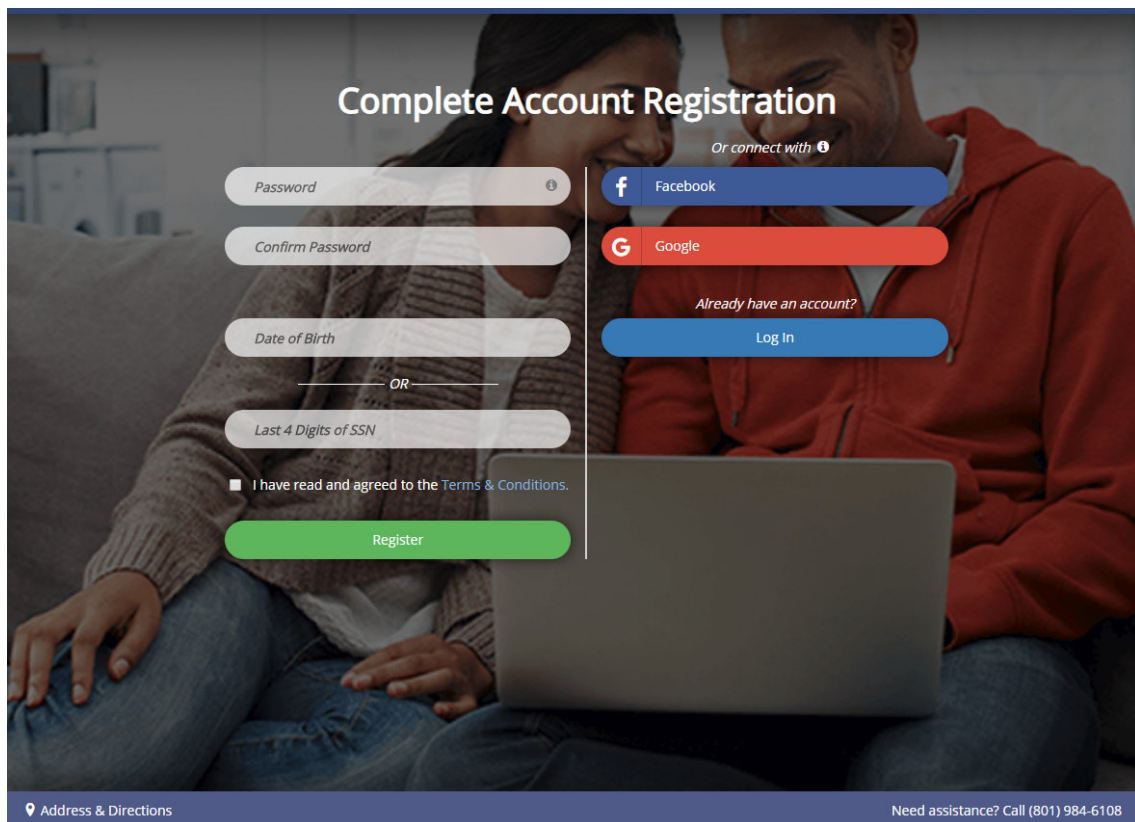 Complete Account Registration
Or connect with
Password
Confirm Password
Date of Birth
OR
Last 4 Digits of SSN
I have read and agreed to the Terms & Conditions.
Register
Facebook
Google
Already have an account?
Log In
Address & Directions
Need assistance? Call (801) 984-6108